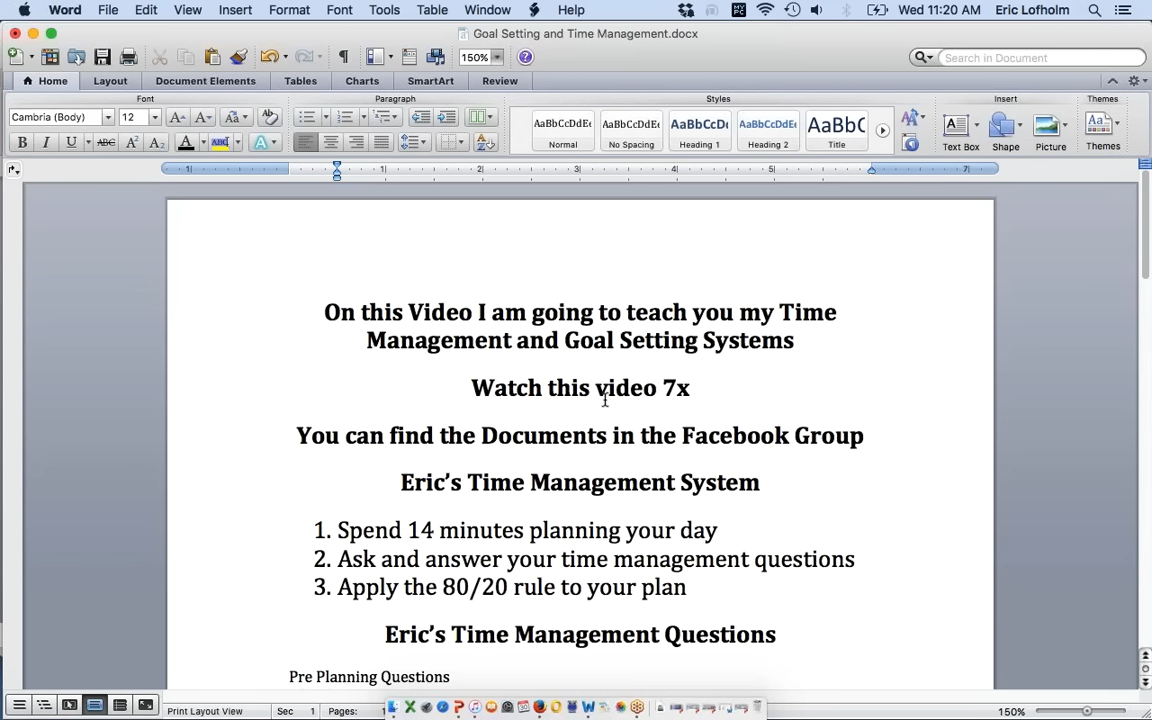 Word File Edit View Insert Format Font Tools Table Window Help Wed 11:20 AM Eric Lofholm
Goal Setting and Time Management.docx
150% Search in Document
Home Layout Document Elements Tables Charts SmartArt Review
Font Paragraph Styles Insert Themes
Cambria (Body) 12
AaBbCcDdEe AaBbCcDdEe AaBbCcDc AaBbCcDdEe AaBbC
Normal No Spacing Heading 1 Heading 2 Title Text Box Shape Picture Themes
On this Video I am going to teach you my Time
Management and Goal Setting Systems
Watch this video 7x
You can find the Documents in the Facebook Group
Eric’s Time Management System
1. Spend 14 minutes planning your day
2. Ask and answer your time management questions
3. Apply the 80/20 rule to your plan
Eric’s Time Management Questions
Pre Planning Questions
Print Layout View Sec 1 Pages: 150%